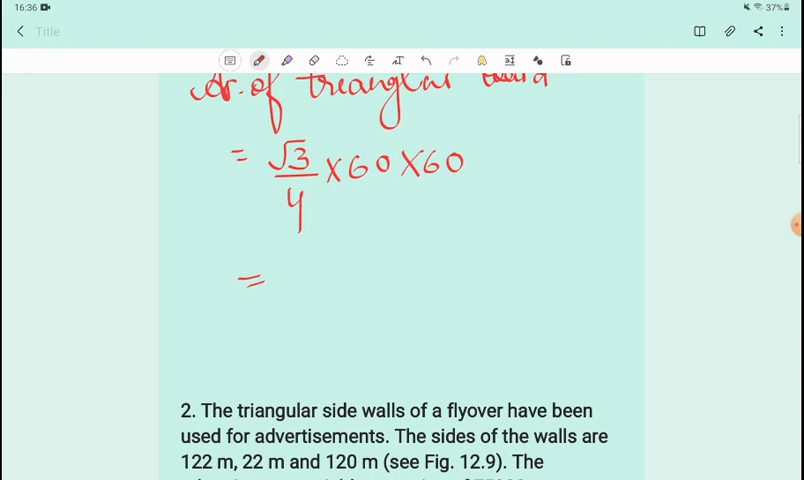 16:36 37%
Title
Ar. of triangular
= √3/4 × 60 × 60
=
2. The triangular side walls of a flyover have been
used for advertisements. The sides of the walls are
122 m, 22 m and 120 m (see Fig. 12.9). The